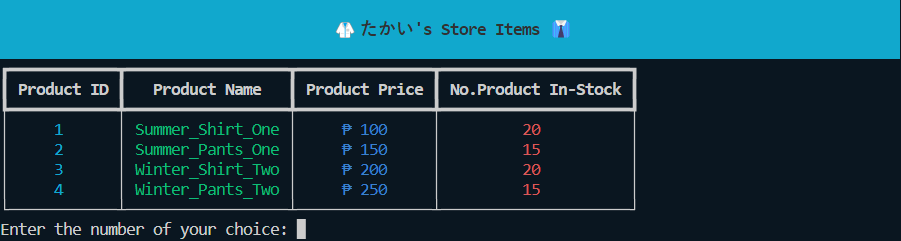 たかい's Store Items
Product ID Product Name Product Price No.Product In-Stock
1 Summer_Shirt_One ₱ 100 20
2 Summer_Pants_One ₱ 150 15
3 Winter_Shirt_Two ₱ 200 20
4 Winter_Pants_Two ₱ 250 15
Enter the number of your choice: